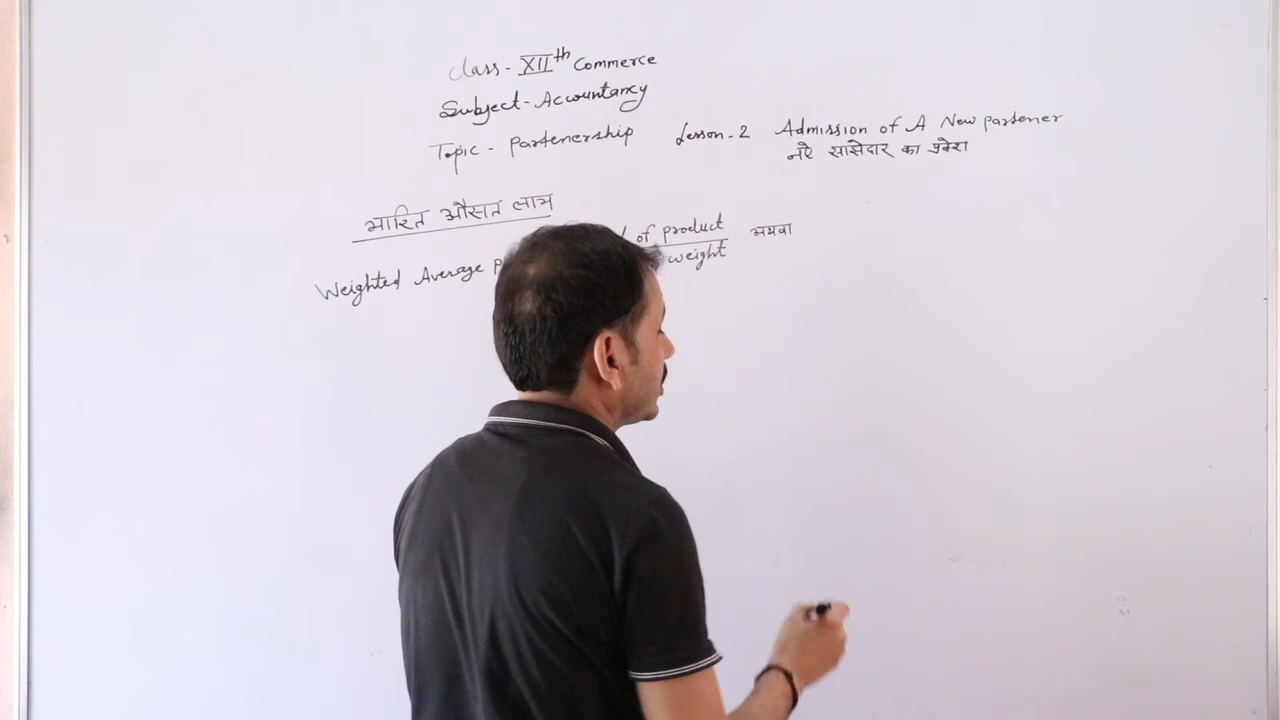 Class - XIIth Commerce
Subject - Accountancy
Topic - Partenership Lesson - 2 Admission of A New Partener
नऐ साझेदार का प्रवेश
भारित औसत लाभ
of product अथवा
Weighted Average weight